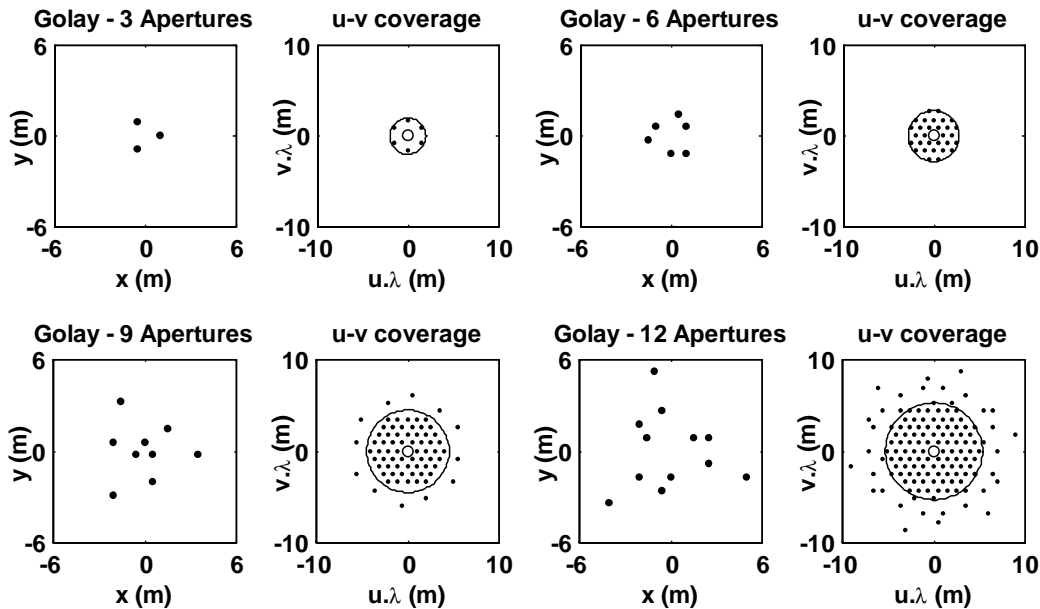 Golay - 3 Apertures
u-v coverage
Golay - 6 Apertures
u-v coverage
6
0
-6
y (m)
-6
0
6
x (m)
10
0
-10
v.λ (m)
-10
0
10
u.λ (m)
6
0
-6
y (m)
-6
0
6
x (m)
10
0
-10
v.λ (m)
-10
0
10
u.λ (m)
Golay - 9 Apertures
u-v coverage
Golay - 12 Apertures
u-v coverage
6
0
-6
y (m)
-6
0
6
x (m)
10
0
-10
v.λ (m)
-10
0
10
u.λ (m)
6
0
-6
y (m)
-6
0
6
x (m)
10
0
-10
v.λ (m)
-10
0
10
u.λ (m)